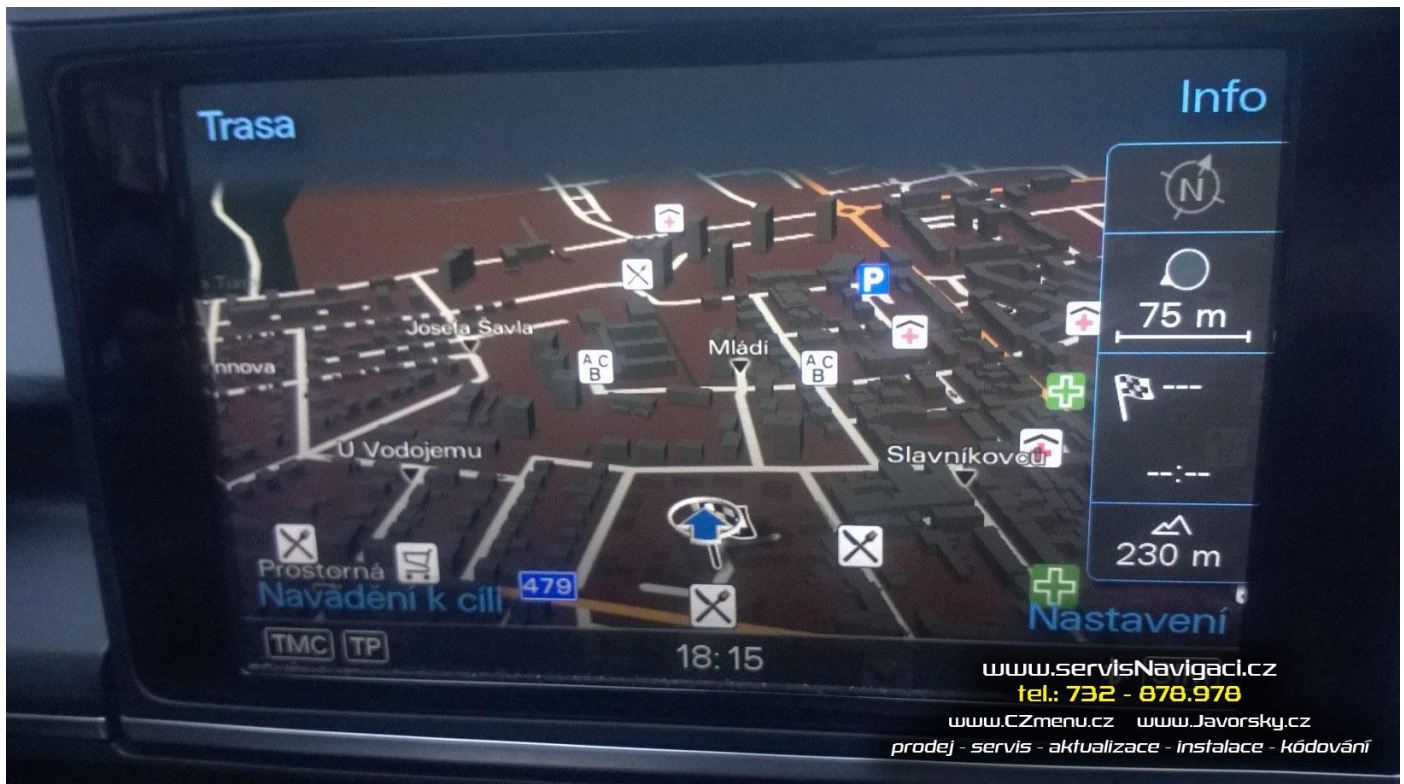 Trasa
Info
N
75 m
P
Josefa Šavla
Mládí
A C
B
A C
B
U Vodojemu
Slavníkovců
---
--:--
230 m
Prostorná
479
Navádění k cíli
Nastavení
TMC TP
18:15
www.servisNavigaci.cz
tel.: 732 - 878.978
www.CZmenu.cz www.Javorsky.cz
prodej - servis - aktualizace - instalace - kódování